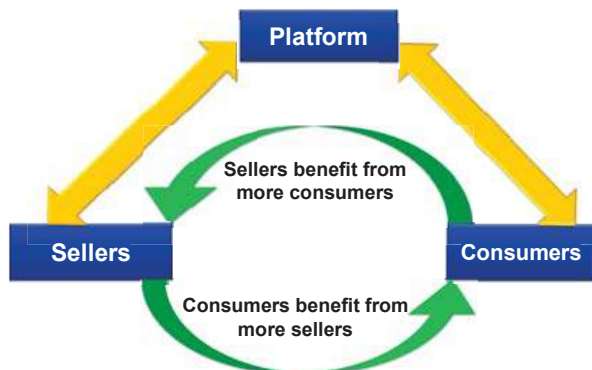 Platform
Sellers benefit from
more consumers
Sellers
Consumers
Consumers benefit from
more sellers